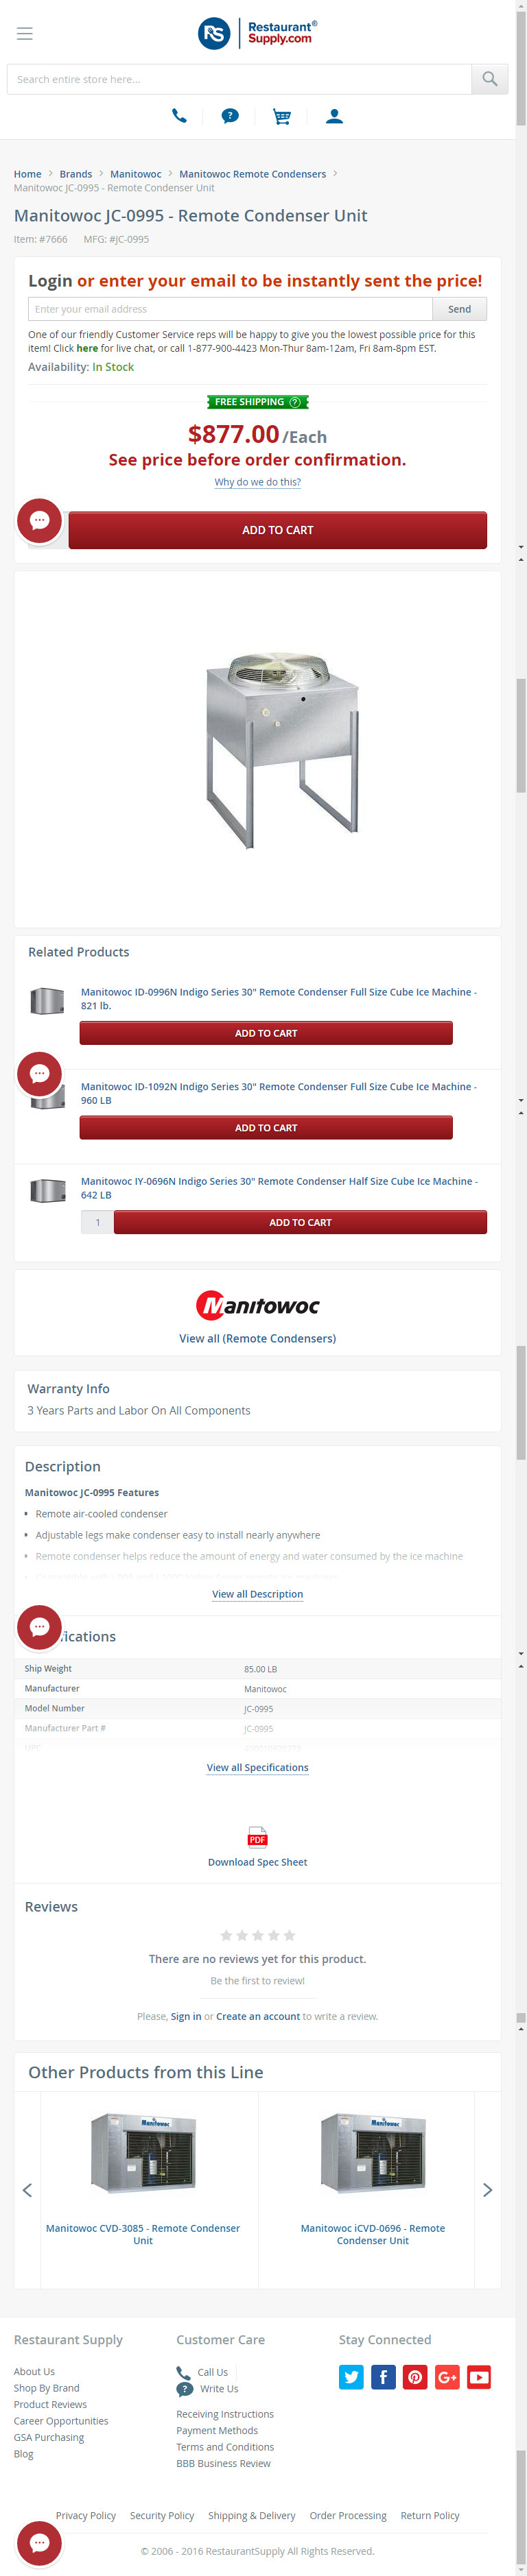 RS Restaurant®
Supply.com
Search entire store here...
?
Home > Brands > Manitowoc > Manitowoc Remote Condensers >
Manitowoc JC-0995 - Remote Condenser Unit
Manitowoc JC-0995 - Remote Condenser Unit
Item: #7666 MFG: #JC-0995
Login or enter your email to be instantly sent the price!
Enter your email address Send
One of our friendly Customer Service reps will be happy to give you the lowest possible price for this
item! Click here for live chat, or call 1-877-900-4423 Mon-Thur 8am-12am, Fri 8am-8pm EST.
Availability: In Stock
FREE SHIPPING ?
$877.00 /Each
See price before order confirmation.
Why do we do this?
ADD TO CART
Related Products
Manitowoc ID-0996N Indigo Series 30" Remote Condenser Full Size Cube Ice Machine -
821 lb.
ADD TO CART
Manitowoc ID-1092N Indigo Series 30" Remote Condenser Full Size Cube Ice Machine -
960 LB
ADD TO CART
Manitowoc IY-0696N Indigo Series 30" Remote Condenser Half Size Cube Ice Machine -
642 LB
1 ADD TO CART
Manitowoc
View all (Remote Condensers)
Warranty Info
3 Years Parts and Labor On All Components
Description
Manitowoc JC-0995 Features
Remote air-cooled condenser
Adjustable legs make condenser easy to install nearly anywhere
Remote condenser helps reduce the amount of energy and water consumed by the ice machine
View all Description
ications
Ship Weight 85.00 LB
Manufacturer Manitowoc
Model Number JC-0995
Manufacturer Part # JC-0995
UPC
View all Specifications
PDF
Download Spec Sheet
Reviews
There are no reviews yet for this product.
Be the first to review!
Please, Sign in or Create an account to write a review.
Other Products from this Line
Manitowoc Manitowoc
Manitowoc CVD-3085 - Remote Condenser
Unit
Manitowoc iCVD-0696 - Remote
Condenser Unit
Restaurant Supply
About Us
Shop By Brand
Product Reviews
Career Opportunities
GSA Purchasing
Blog
Customer Care
Call Us
? Write Us
Receiving Instructions
Payment Methods
Terms and Conditions
BBB Business Review
Stay Connected
f G+
Privacy Policy Security Policy Shipping & Delivery Order Processing Return Policy
© 2006 - 2016 RestaurantSupply All Rights Reserved.